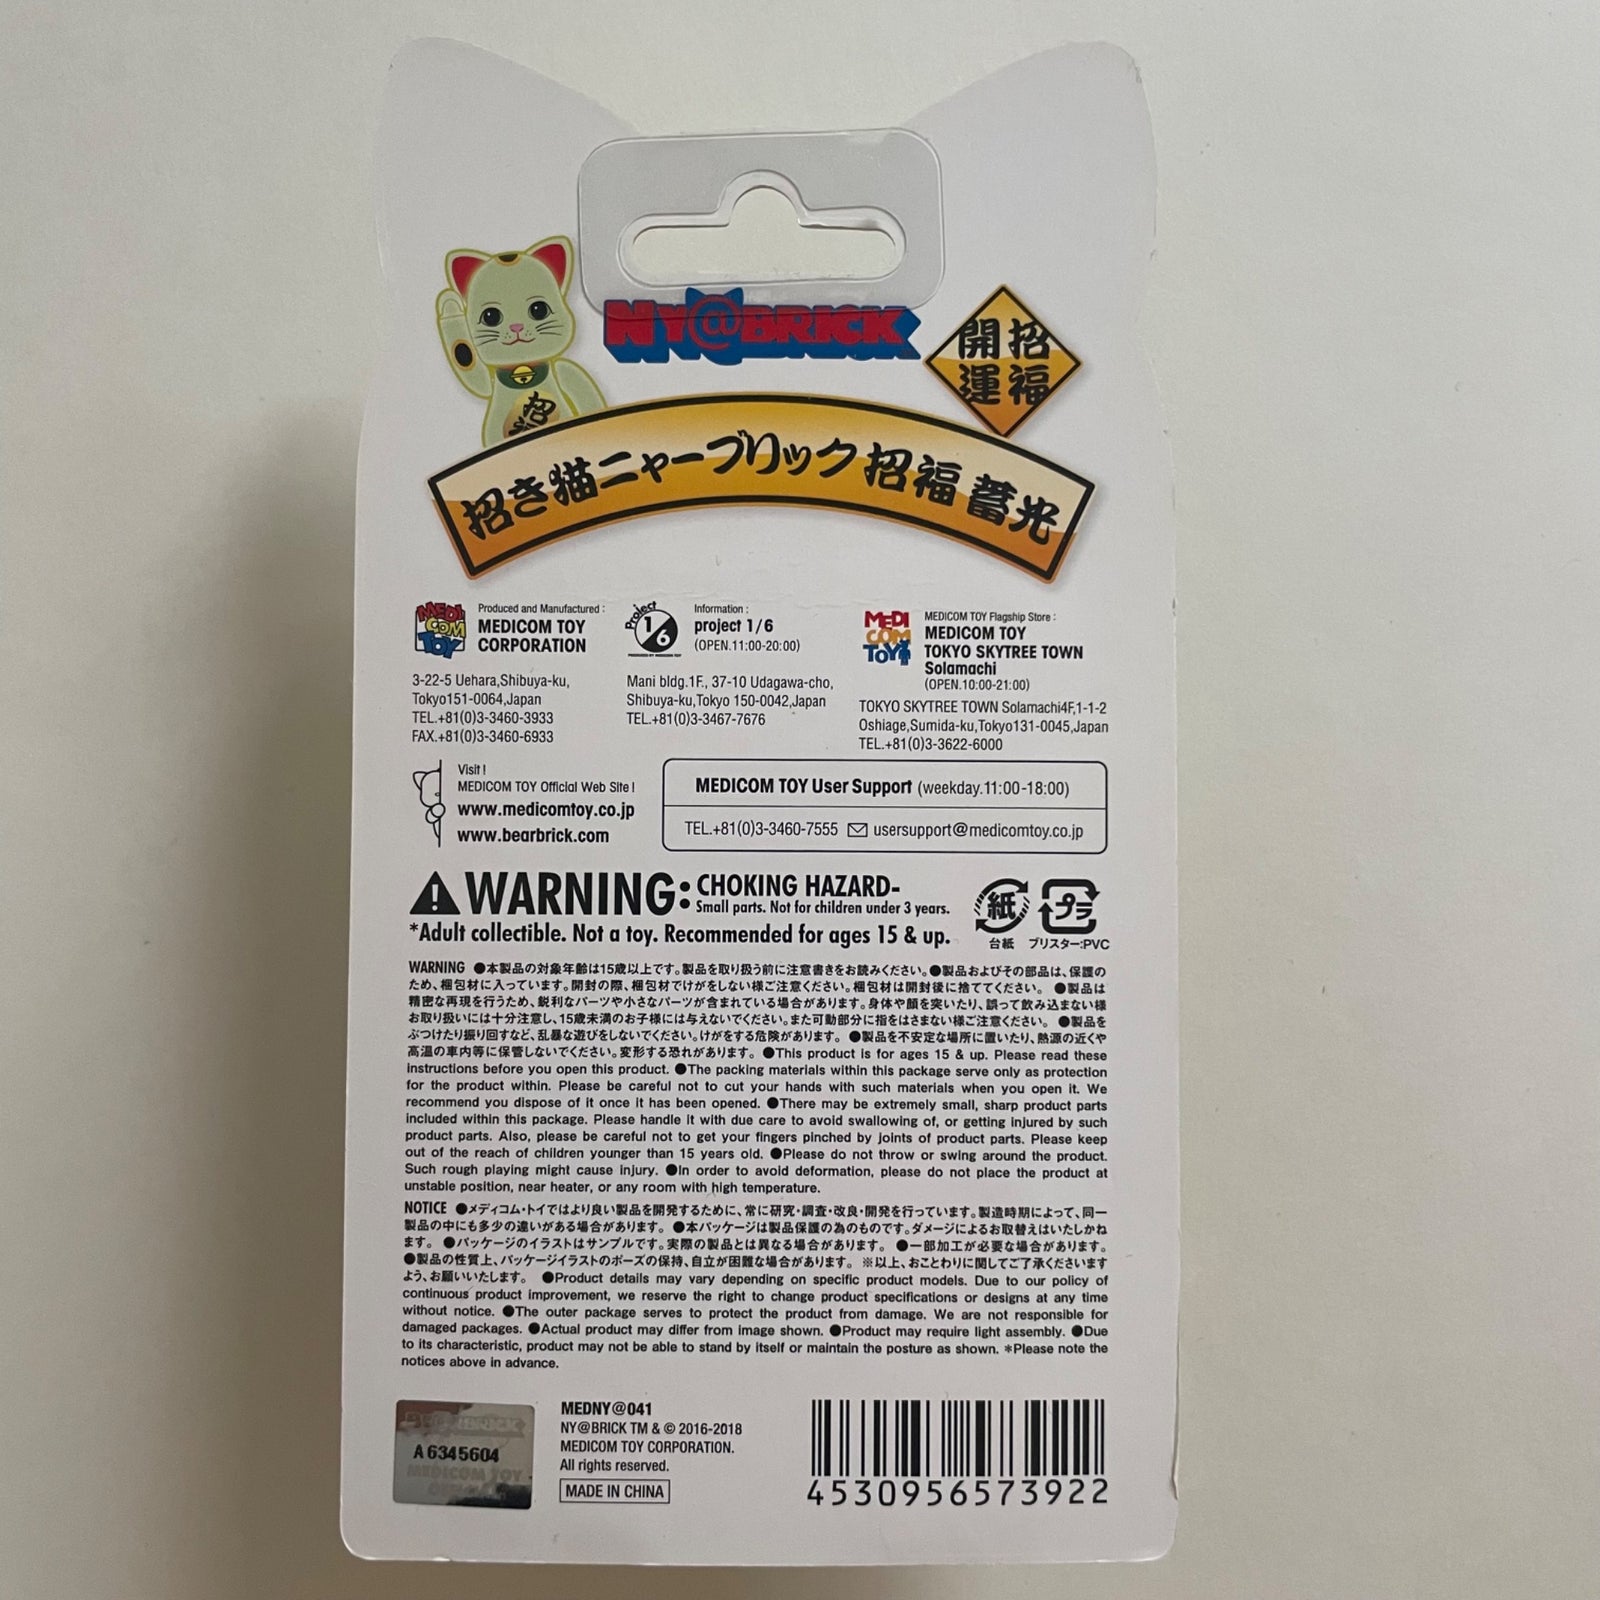 NY@BRICK
開運
招福
招
招き猫ニャーブリック 招福 蓄光
MEDI
COM
TOY
Produced and Manufactured :
MEDICOM TOY
CORPORATION
3-22-5 Uehara,Shibuya-ku,
Tokyo151-0064,Japan
TEL.+81(0)3-3460-3933
FAX.+81(0)3-3460-6933
Project
1/6
PRODUCED BY MEDICOM TOY
Information :
project 1/6
(OPEN.11:00-20:00)
Mani bldg.1F., 37-10 Udagawa-cho,
Shibuya-ku,Tokyo 150-0042,Japan
TEL.+81(0)3-3467-7676
MEDI
COM
TOY
MEDICOM TOY Flagship Store :
MEDICOM TOY
TOKYO SKYTREE TOWN
Solamachi
(OPEN.10:00-21:00)
TOKYO SKYTREE TOWN Solamachi4F,1-1-2
Oshiage,Sumida-ku,Tokyo131-0045,Japan
TEL.+81(0)3-3622-6000
Visit !
MEDICOM TOY Official Web Site !
www.medicomtoy.co.jp
www.bearbrick.com
MEDICOM TOY User Support (weekday.11:00-18:00)
TEL.+81(0)3-3460-7555 usersupport@medicomtoy.co.jp
WARNING: CHOKING HAZARD-
Small parts. Not for children under 3 years.
*Adult collectible. Not a toy. Recommended for ages 15 & up.
紙
台紙
プラ
ブリスター:PVC
WARNING ●本製品の対象年齢は15歳以上です。製品を取り扱う前に注意書きをお読みください。●製品およびその部品は、保護の
ため、梱包材に入っています。開封の際、梱包材でけがをしない様ご注意ください。梱包材は開封後に捨ててください。 ●製品は
精密な再現を行うため、鋭利なパーツや小さなパーツが含まれている場合があります。身体や顔を突いたり、誤って飲み込まない様
お取り扱いには十分注意し、15歳未満のお子様には与えないでください。また可動部分に指をはさまない様ご注意ください。 ●製品を
ぶつけたり振り回すなど、乱暴な遊びをしないでください。けがをする危険があります。 ●製品を不安定な場所に置いたり、熱源の近くや
高温の車内等に保管しないでください。変形する恐れがあります。 ●This product is for ages 15 & up. Please read these
instructions before you open this product. ●The packing materials within this package serve only as protection
for the product within. Please be careful not to cut your hands with such materials when you open it. We
recommend you dispose of it once it has been opened. ●There may be extremely small, sharp product parts
included within this package. Please handle it with due care to avoid swallowing of, or getting injured by such
product parts. Also, please be careful not to get your fingers pinched by joints of product parts. Please keep
out of the reach of children younger than 15 years old. ●Please do not throw or swing around the product.
Such rough playing might cause injury. ●In order to avoid deformation, please do not place the product at
unstable position, near heater, or any room with high temperature.
NOTICE ●メディコム・トイではより良い製品を開発するために、常に研究・調査・改良・開発を行っています。製造時期によって、同一
製品の中にも多少の違いがある場合があります。 ●本パッケージは製品保護の為のものです。ダメージによるお取替えはいたしかね
ます。 ●パッケージのイラストはサンプルです。実際の製品とは異なる場合があります。 ●一部加工が必要な場合があります。
●製品の性質上、パッケージイラストのポーズの保持、自立が困難な場合があります。 ※以上、おことわりに関してご了承くださいます
よう、お願いいたします。 ●Product details may vary depending on specific product models. Due to our policy of
continuous product improvement, we reserve the right to change product specifications or designs at any time
without notice. ●The outer package serves to protect the product from damage. We are not responsible for
damaged packages. ●Actual product may differ from image shown. ●Product may require light assembly. ●Due
to its characteristic, product may not be able to stand by itself or maintain the posture as shown. *Please note the
notices above in advance.
A 6345604
MEDICOM TOY
MEDNY@041
NY@BRICK TM & © 2016-2018
MEDICOM TOY CORPORATION.
All rights reserved.
MADE IN CHINA
4530956573922